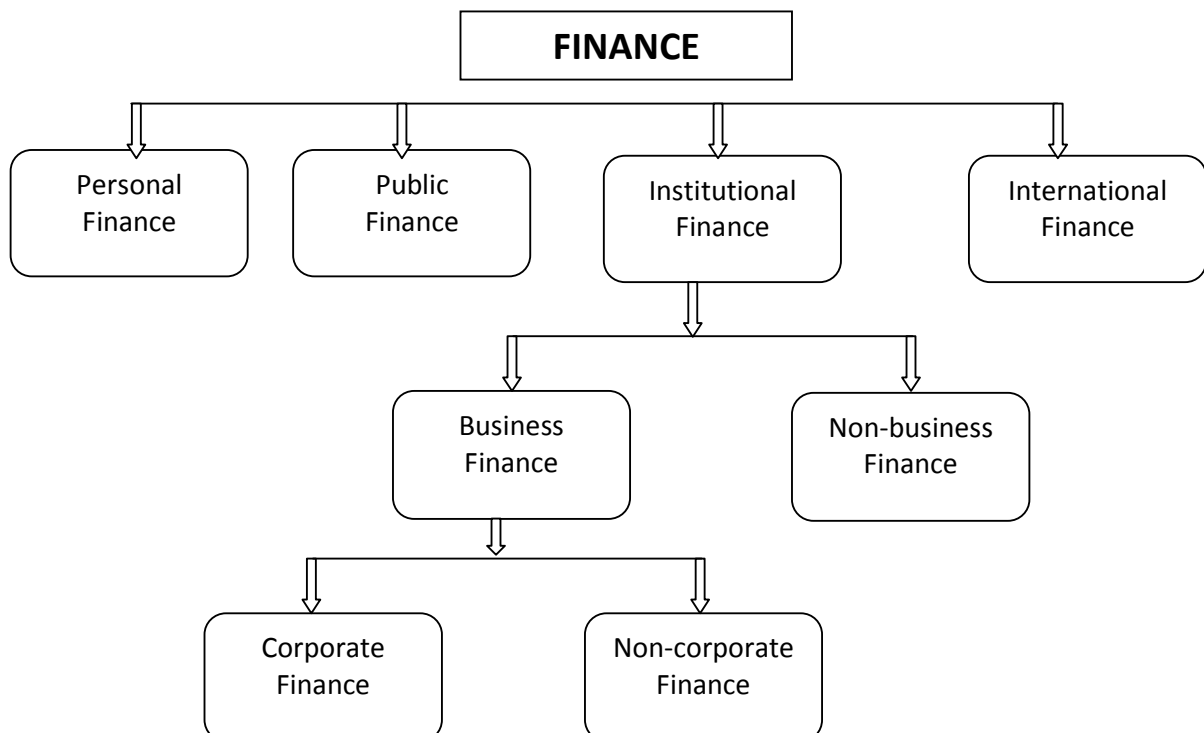 FINANCE
Personal
Finance
Public
Finance
Institutional
Finance
International
Finance
Business
Finance
Non-business
Finance
Corporate
Finance
Non-corporate
Finance